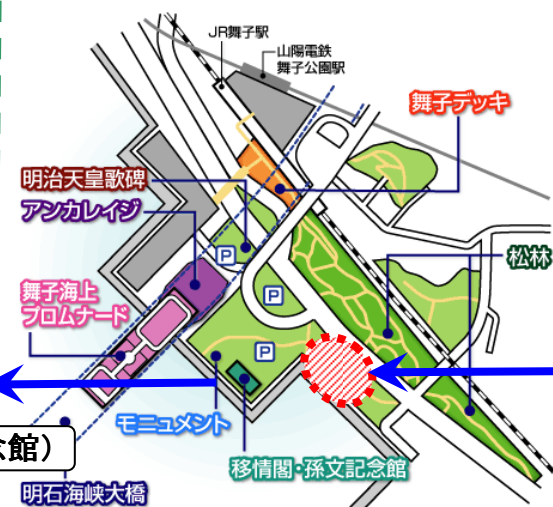 JR舞子駅
山陽電鉄
舞子公園駅
舞子デッキ
明治天皇歌碑
アンカレイジ
P
松林
舞子海上
プロムナード
P
P
モニュメント
念館）
移情閣・孫文記念館
明石海峡大橋